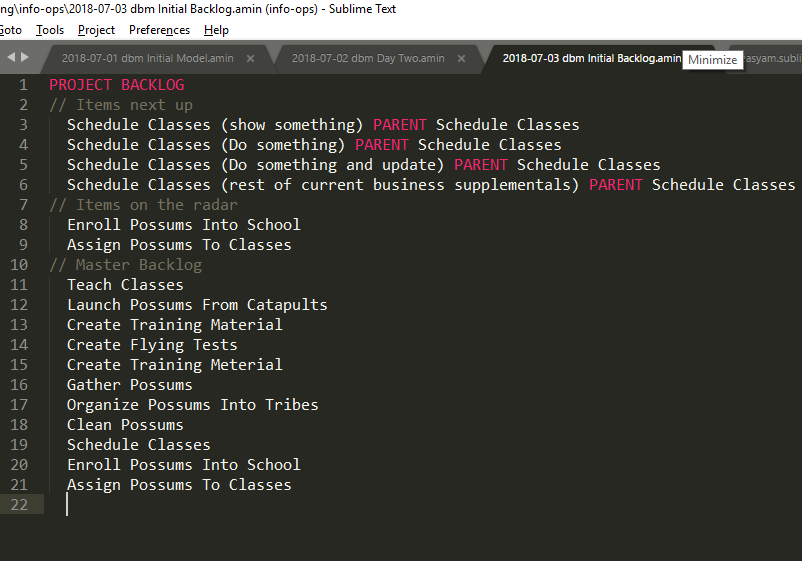 ng\info-ops\2018-07-03 dbm Initial Backlog.amin (info-ops) - Sublime Text
Goto Tools Project Preferences Help
2018-07-01 dbm Initial Model.amin × 2018-07-02 dbm Day Two.amin × 2018-07-03 dbm Initial Backlog.amin Minimize
1 PROJECT BACKLOG
2 // Items next up
3 Schedule Classes (show something) PARENT Schedule Classes
4 Schedule Classes (Do something) PARENT Schedule Classes
5 Schedule Classes (Do something and update) PARENT Schedule Classes
6 Schedule Classes (rest of current business supplementals) PARENT Schedule Classes
7 // Items on the radar
8 Enroll Possums Into School
9 Assign Possums To Classes
10 // Master Backlog
11 Teach Classes
12 Launch Possums From Catapults
13 Create Training Material
14 Create Flying Tests
15 Create Training Meterial
16 Gather Possums
17 Organize Possums Into Tribes
18 Clean Possums
19 Schedule Classes
20 Enroll Possums Into School
21 Assign Possums To Classes
22